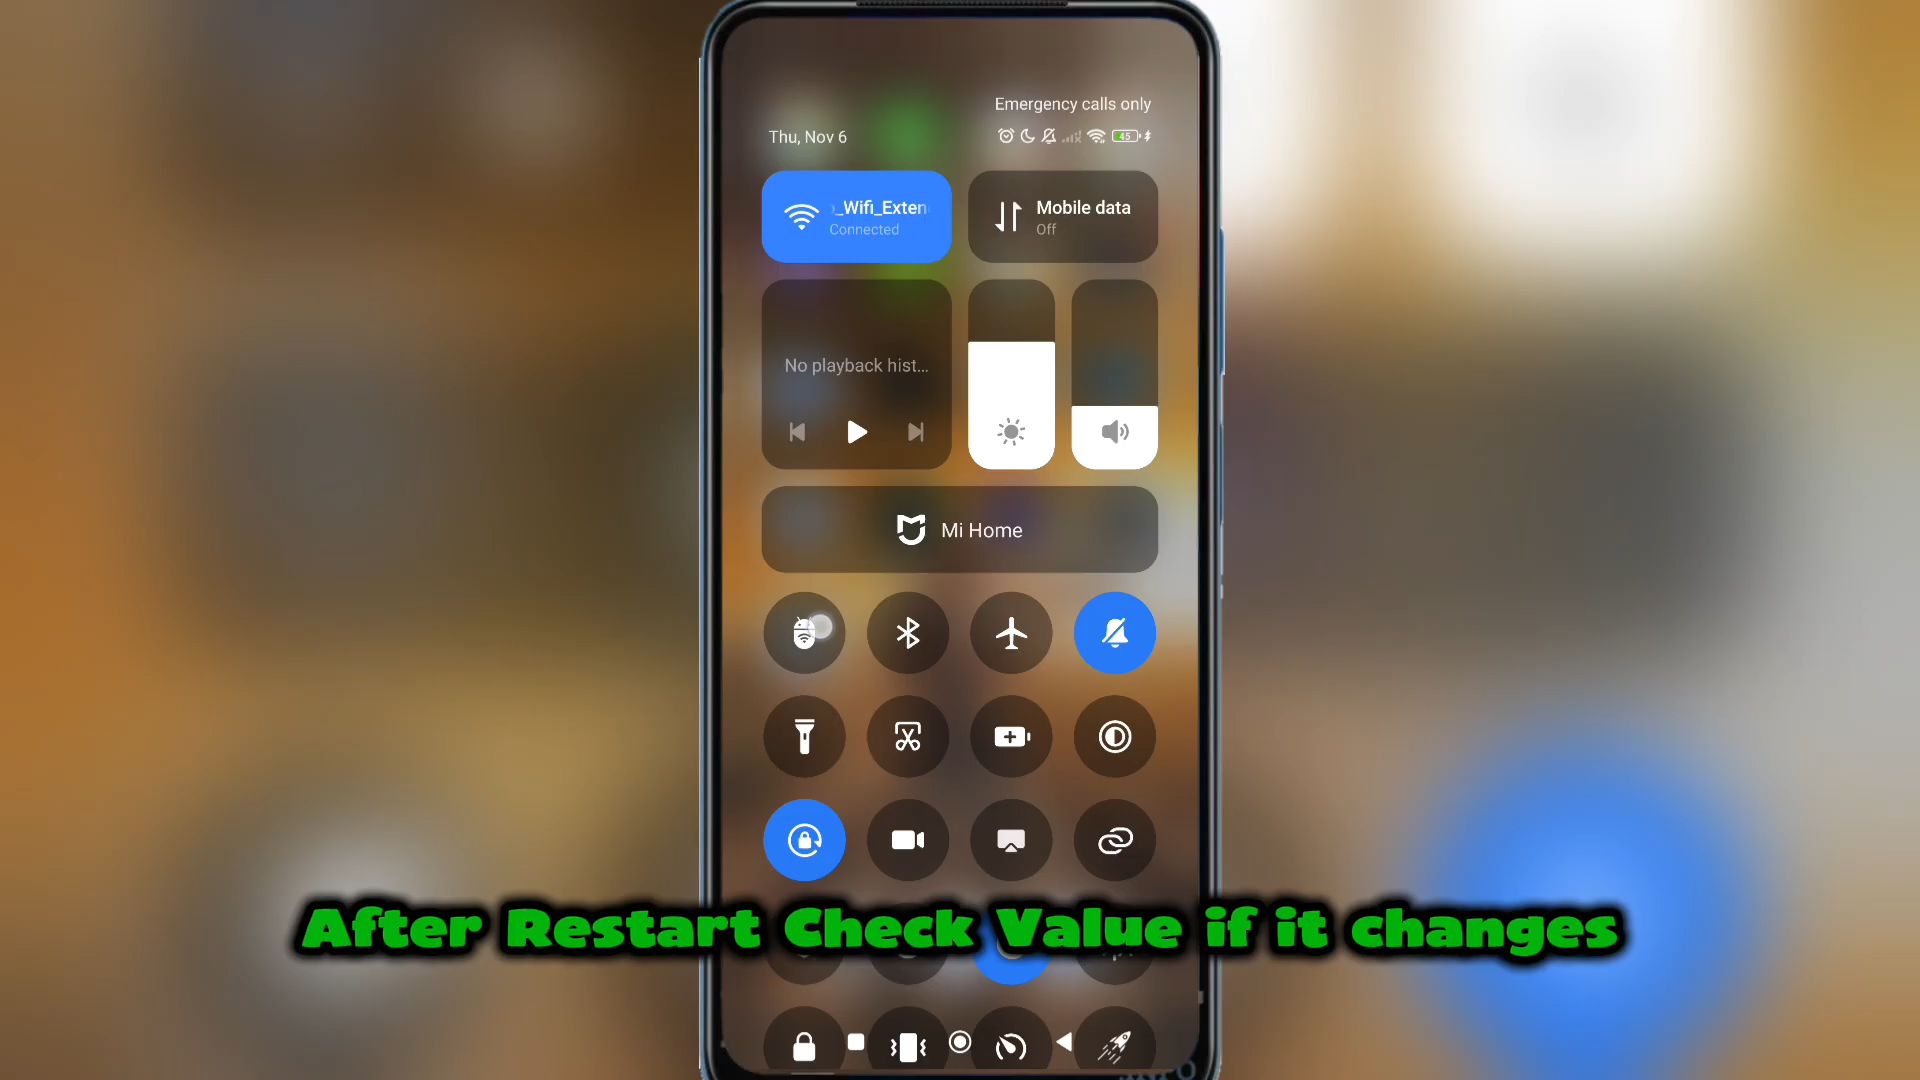 Emergency calls only
Thu, Nov 6
45
_Wifi_Exten
Connected
Mobile data
Off
No playback hist...
Mi Home
After Restart Check Value if it changes